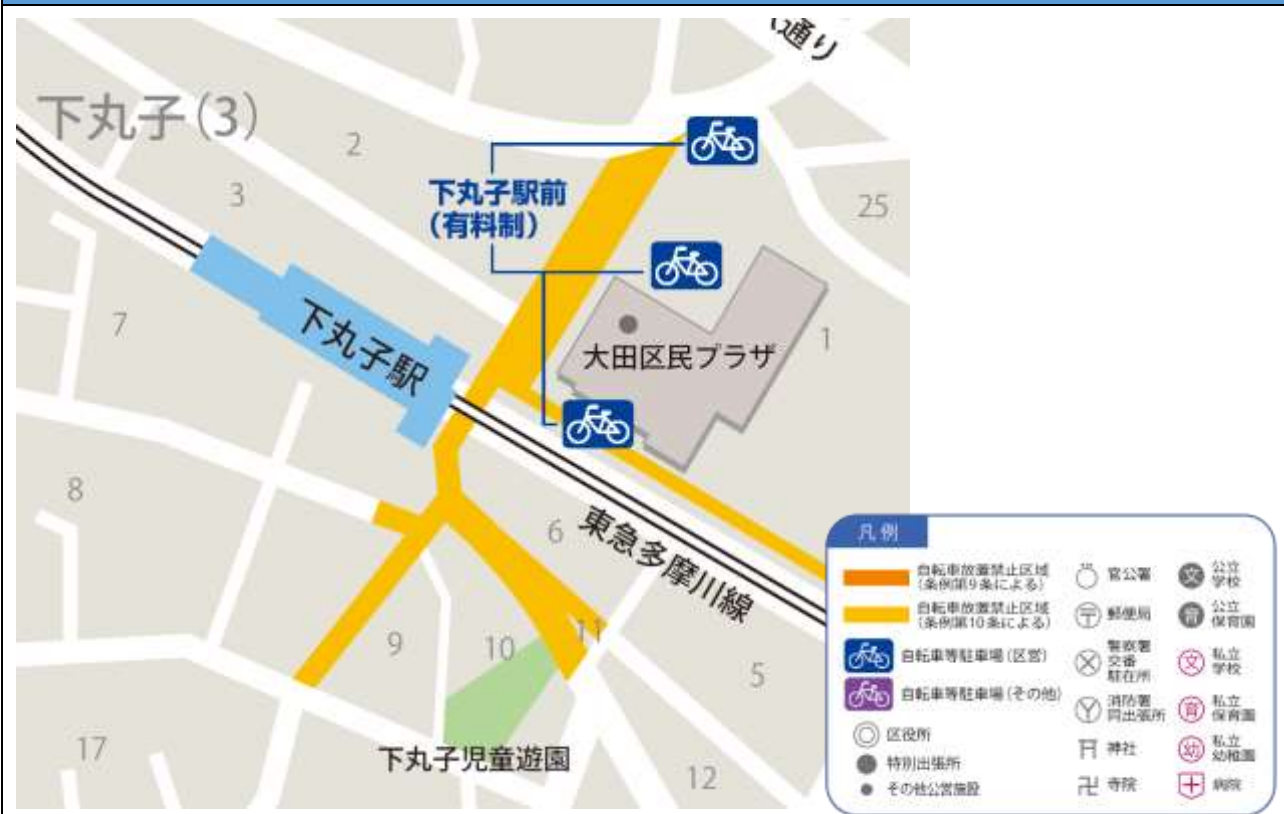 通り
下丸子(3)
2
3
下丸子駅前
(有料制)
25
7
下丸子駅
大田区民プラザ
1
8
6
東急多摩川線
9
10
11
5
17
下丸子児童遊園
12
凡例
自転車放置禁止区域
(条例第9条による)
自転車放置禁止区域
(条例第10条による)
自転車等駐車場(区営)
自転車等駐車場(その他)
区役所
特別出張所
その他公営施設
官公署
〒
郵便局
警察署
交番
駐在所
消防署
同出張所
神社
卍
寺院
文
公立
学校
育
公立
保育園
文
私立
学校
育
私立
保育園
幼
私立
幼稚園
病院